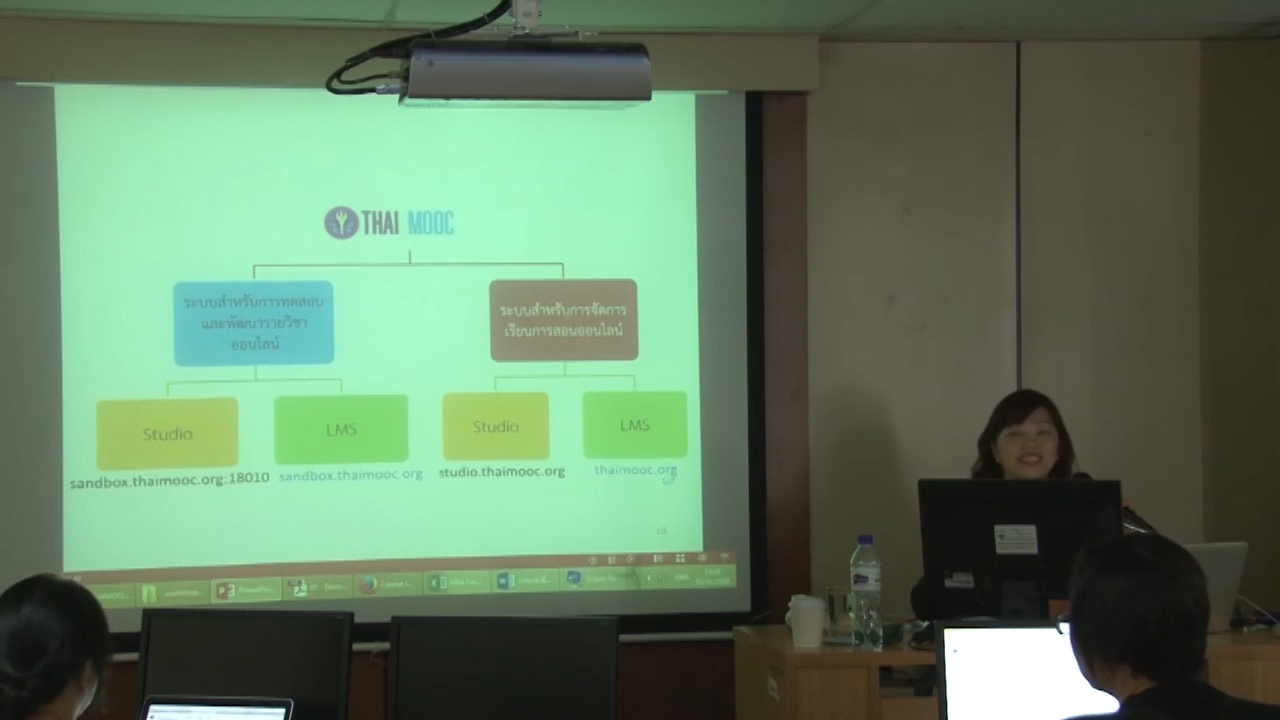 THAI MOOC
ระบบสำหรับการทดสอบ
และพัฒนารายวิชา
ออนไลน์
ระบบสำหรับการจัดการ
เรียนการสอนออนไลน์
Studio
LMS
Studio
LMS
sandbox.thaimooc.org:18010
sandbox.thaimooc.org
studio.thaimooc.org
thaimooc.org
16